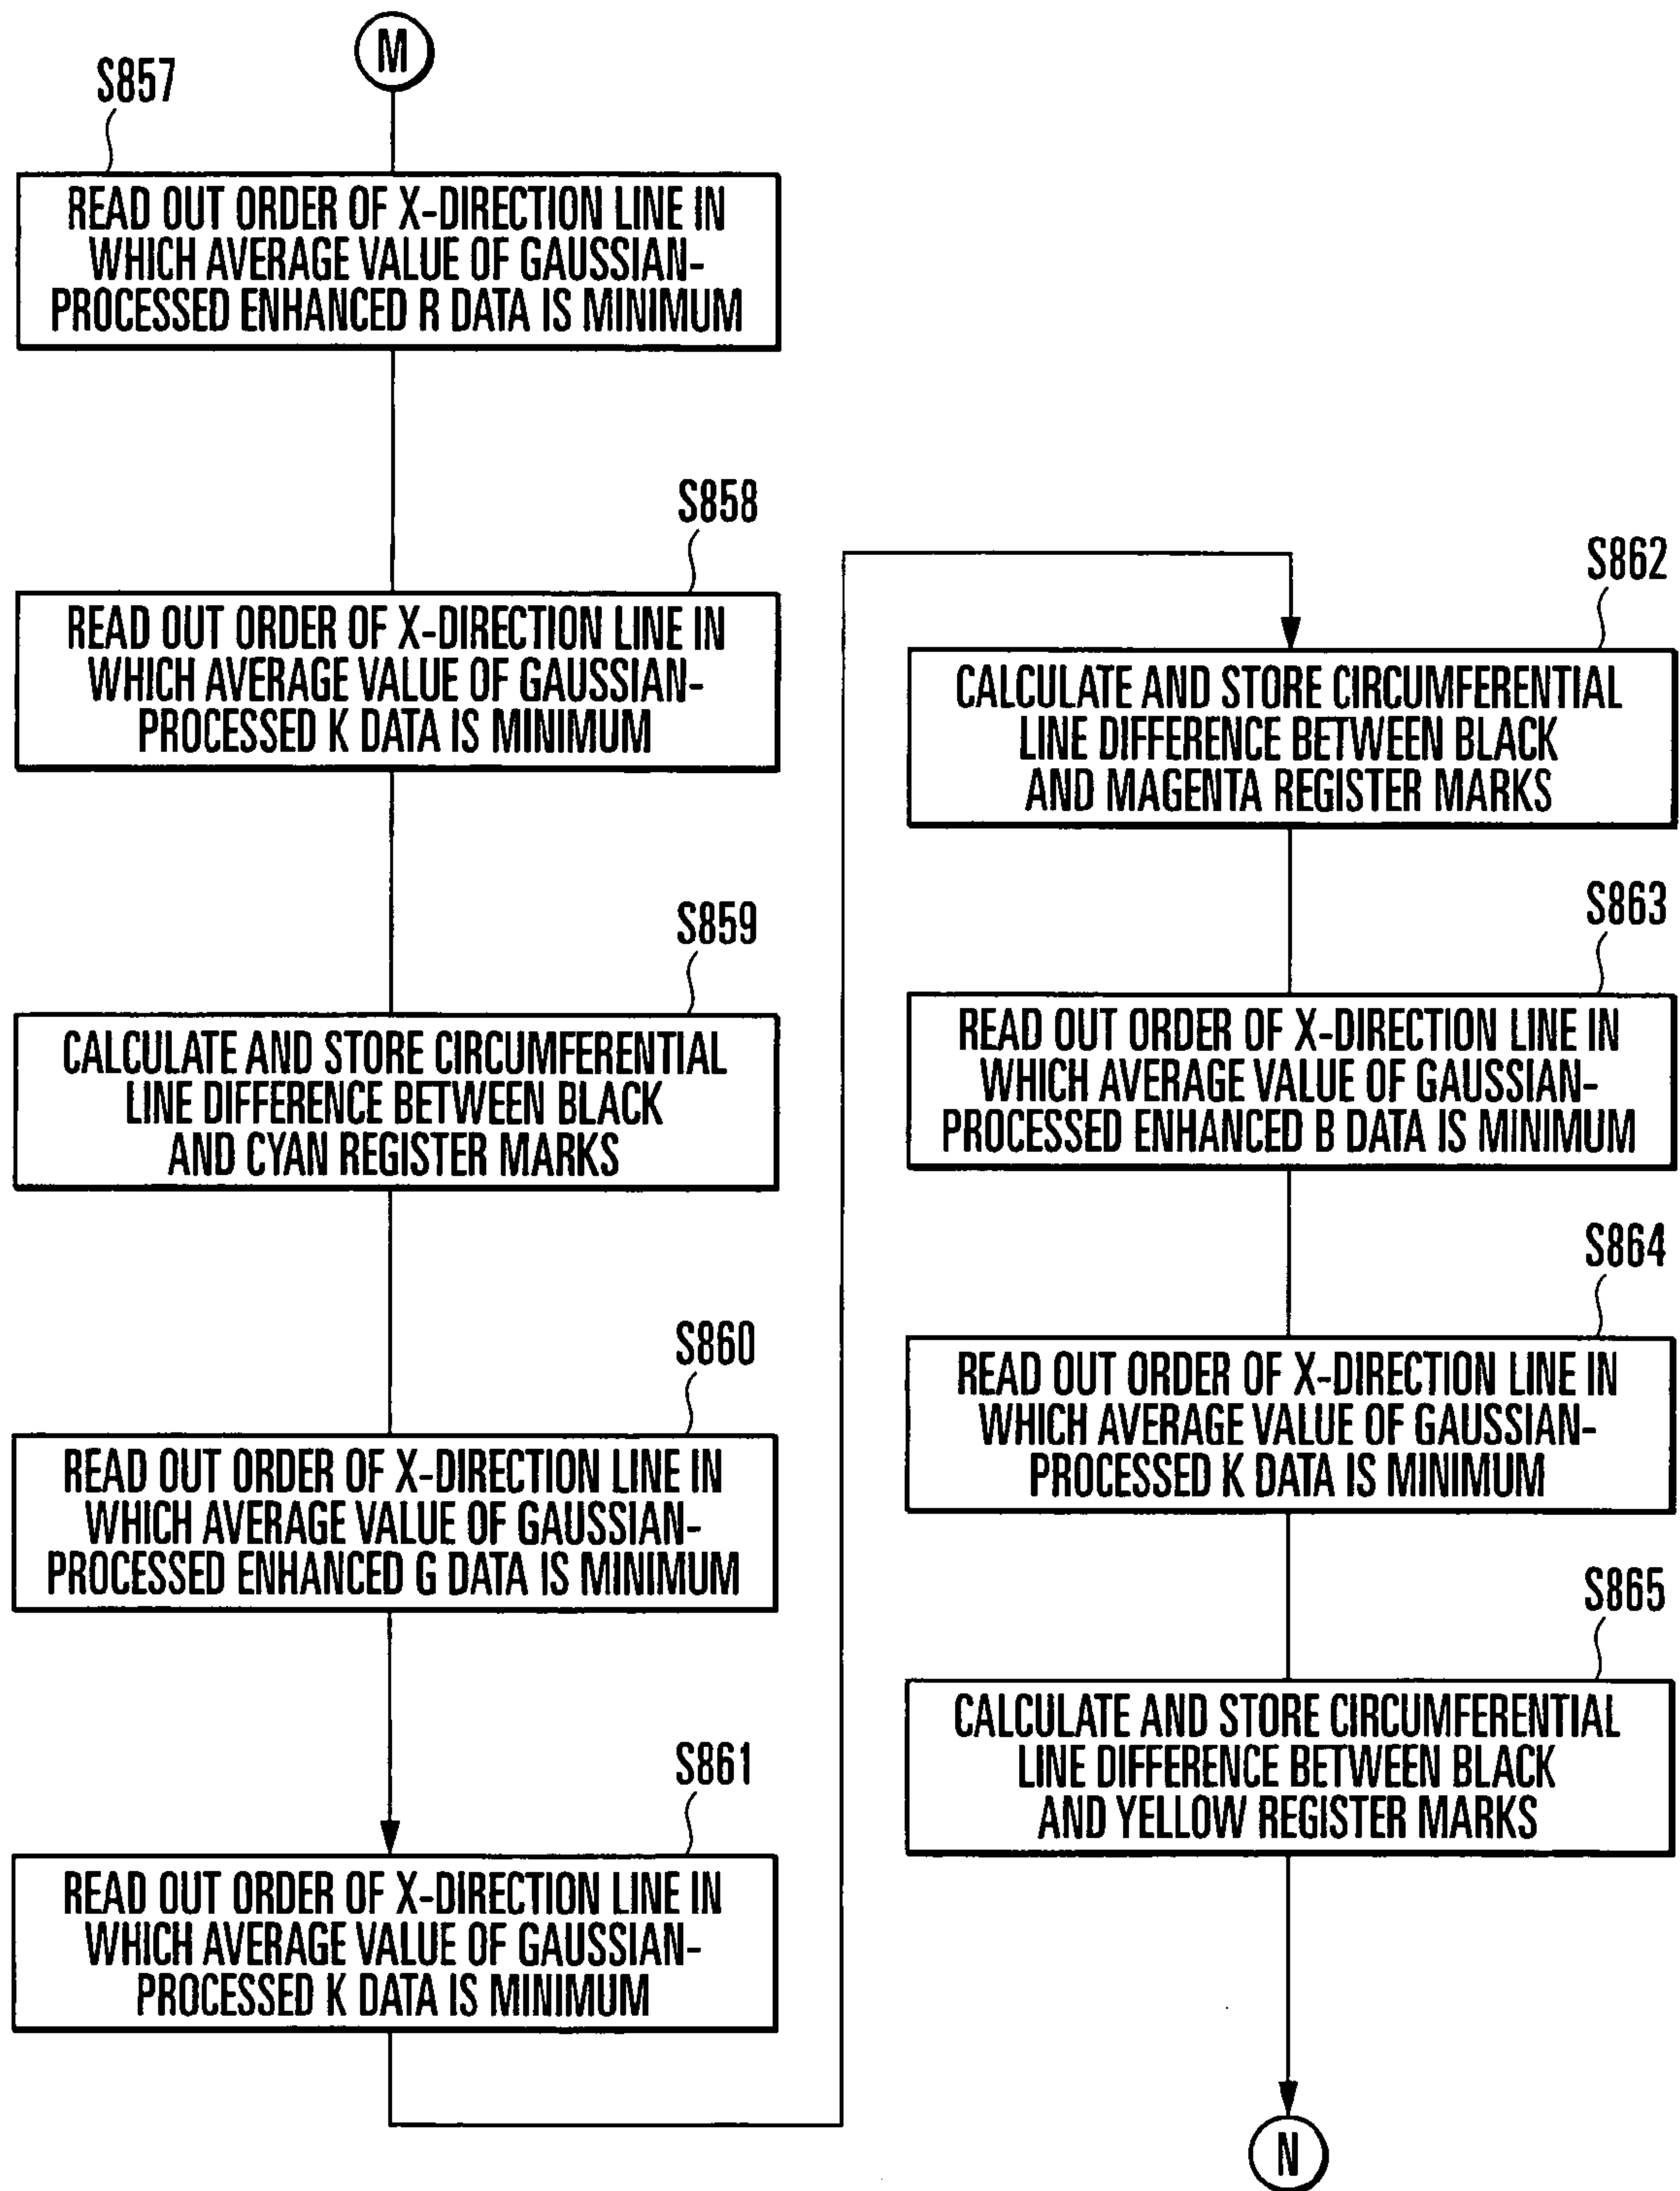 M
S857
READ OUT ORDER OF X-DIRECTION LINE IN
WHICH AVERAGE VALUE OF GAUSSIAN-
PROCESSED ENHANCED R DATA IS MINIMUM
S858
READ OUT ORDER OF X-DIRECTION LINE IN
WHICH AVERAGE VALUE OF GAUSSIAN-
PROCESSED K DATA IS MINIMUM
S859
CALCULATE AND STORE CIRCUMFERENTIAL
LINE DIFFERENCE BETWEEN BLACK
AND CYAN REGISTER MARKS
S860
READ OUT ORDER OF X-DIRECTION LINE IN
WHICH AVERAGE VALUE OF GAUSSIAN-
PROCESSED ENHANCED G DATA IS MINIMUM
S861
READ OUT ORDER OF X-DIRECTION LINE IN
WHICH AVERAGE VALUE OF GAUSSIAN-
PROCESSED K DATA IS MINIMUM
S862
CALCULATE AND STORE CIRCUMFERENTIAL
LINE DIFFERENCE BETWEEN BLACK
AND MAGENTA REGISTER MARKS
S863
READ OUT ORDER OF X-DIRECTION LINE IN
WHICH AVERAGE VALUE OF GAUSSIAN-
PROCESSED ENHANCED B DATA IS MINIMUM
S864
READ OUT ORDER OF X-DIRECTION LINE IN
WHICH AVERAGE VALUE OF GAUSSIAN-
PROCESSED K DATA IS MINIMUM
S865
CALCULATE AND STORE CIRCUMFERENTIAL
LINE DIFFERENCE BETWEEN BLACK
AND YELLOW REGISTER MARKS
N